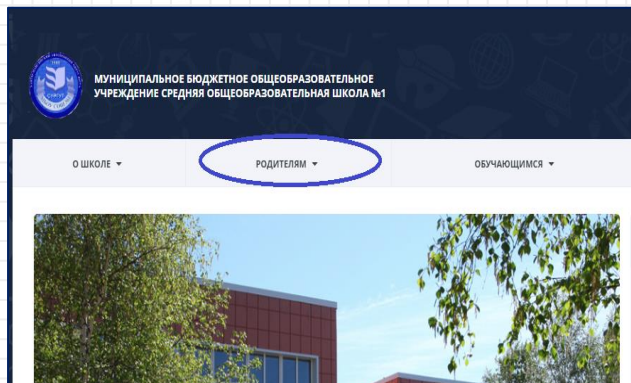 МУНИЦИПАЛЬНОЕ БЮДЖЕТНОЕ ОБЩЕОБРАЗОВАТЕЛЬНОЕ
УЧРЕЖДЕНИЕ СРЕДНЯЯ ОБЩЕОБРАЗОВАТЕЛЬНАЯ ШКОЛА №1
О ШКОЛЕ
РОДИТЕЛЯМ
ОБУЧАЮЩИМСЯ